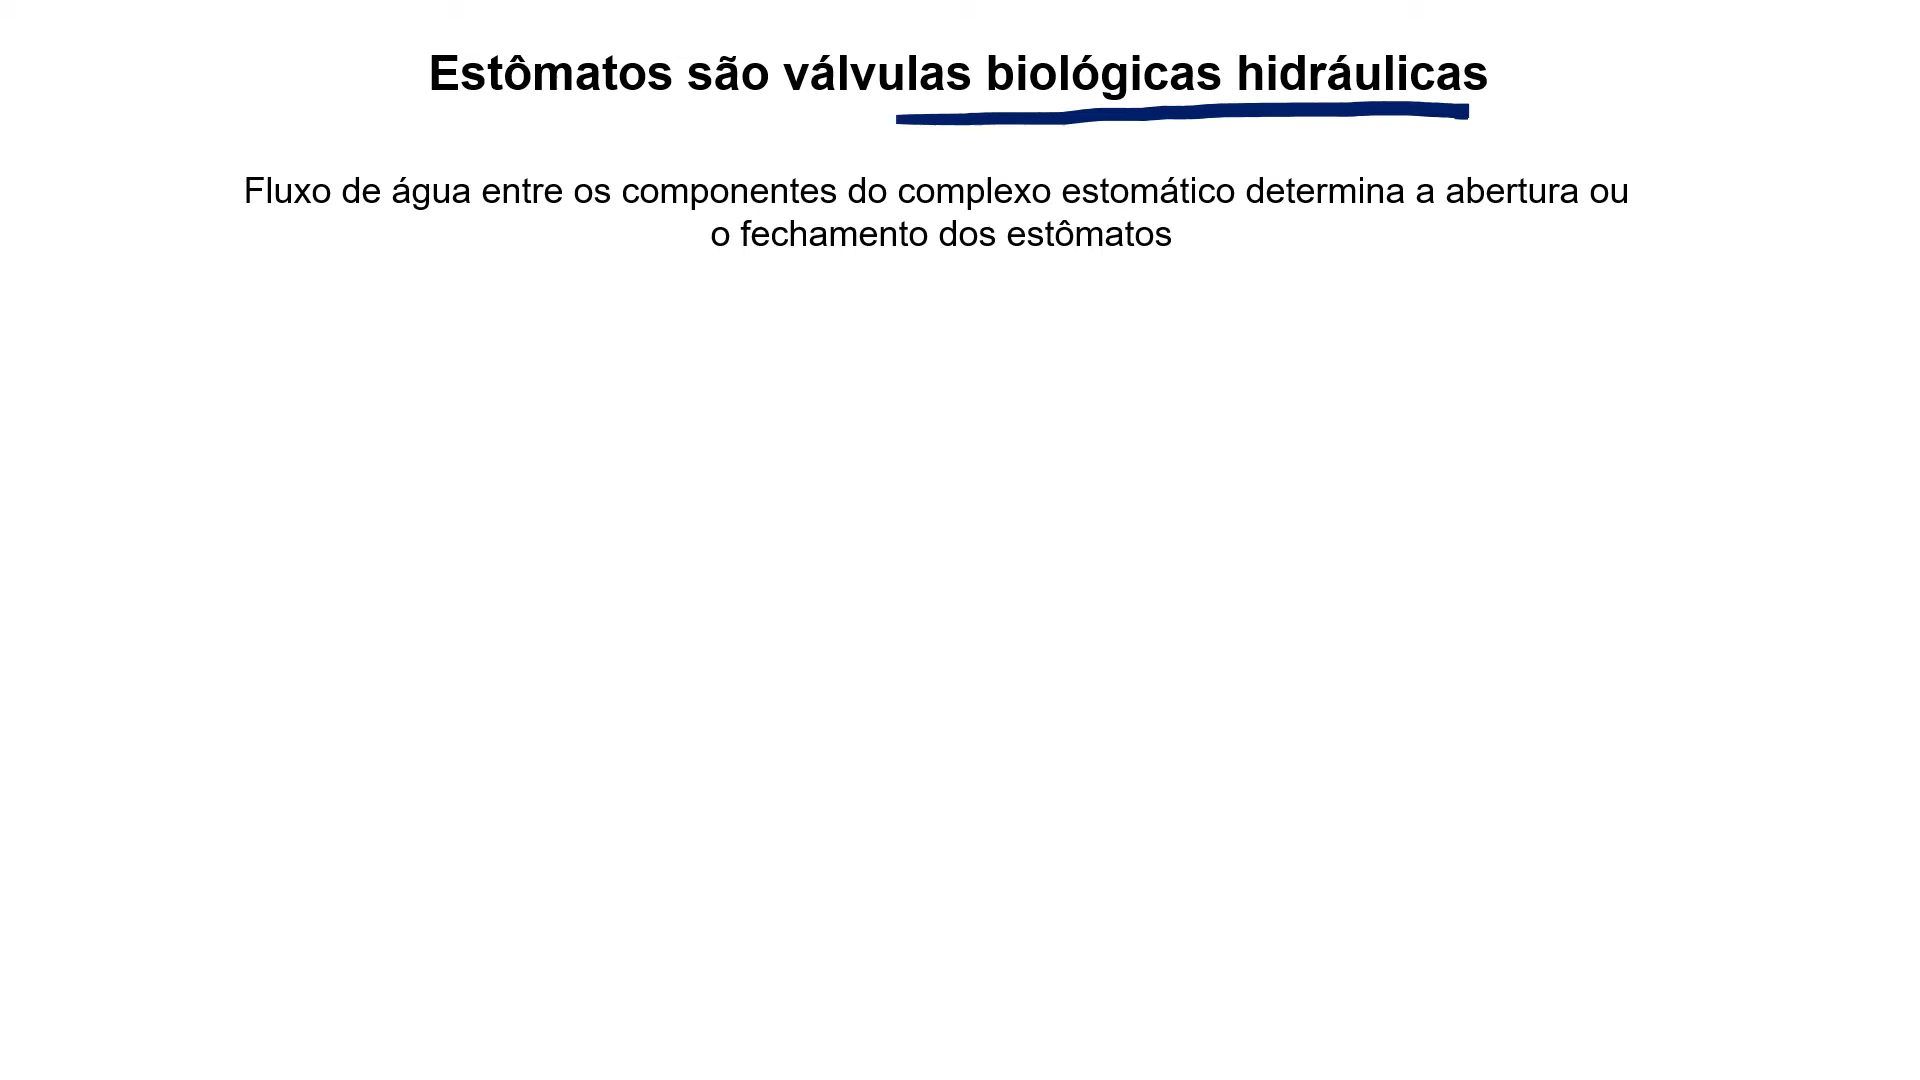 Estômatos são válvulas biológicas hidráulicas
Fluxo de água entre os componentes do complexo estomático determina a abertura ou
o fechamento dos estômatos